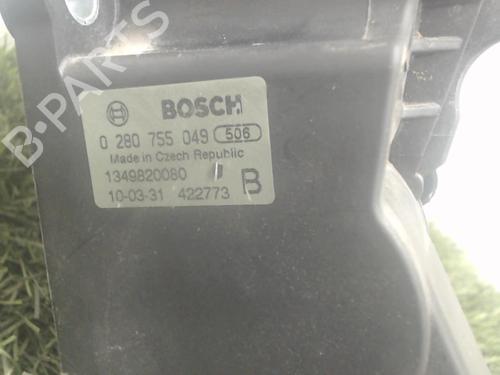 B-PARTS
BOSCH
0 280 755 049 506
Made in Czech Republic
1349820080
10-03-31 422773 B